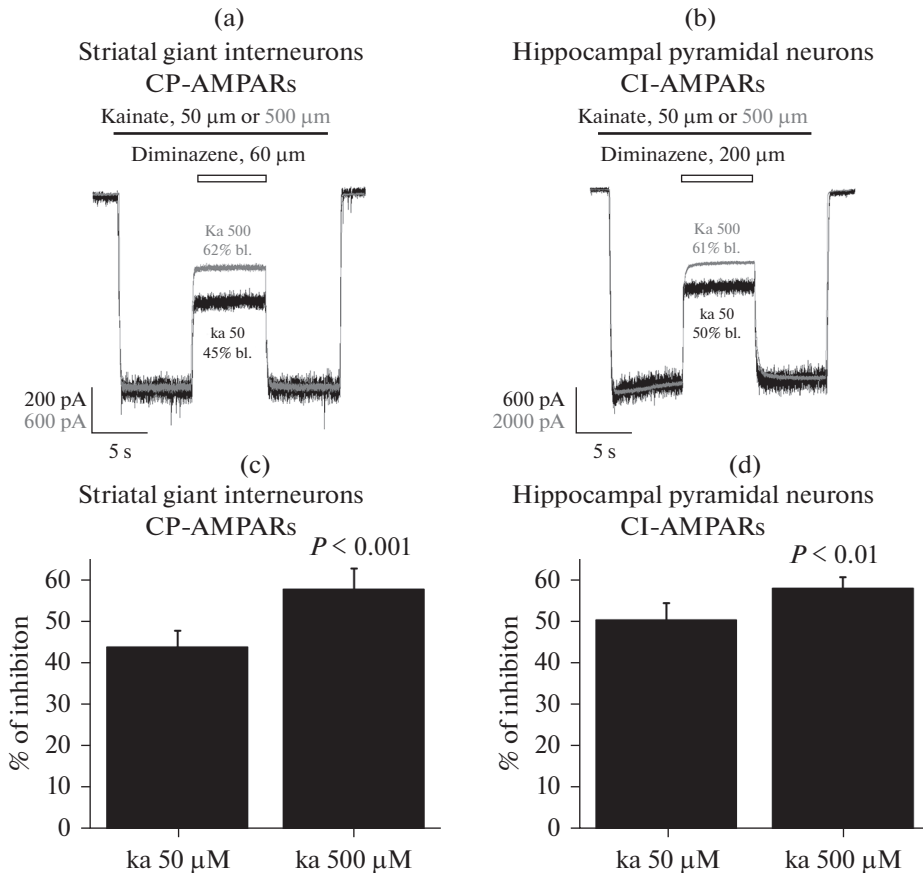 (a)
Striatal giant interneurons
CP-AMPARs
Kainate, 50 μm or 500 μm
Diminazene, 60 μm
Ka 500
62% bl.
ka 50
45% bl.
200 pA
600 pA
5 s
(b)
Hippocampal pyramidal neurons
CI-AMPARs
Kainate, 50 μm or 500 μm
Diminazene, 200 μm
Ka 500
61% bl.
ka 50
50% bl.
600 pA
2000 pA
5 s
(c)
Striatal giant interneurons
CP-AMPARs
P < 0.001
% of inhibiton
60
50
40
30
20
10
0
ka 50 μM
ka 500 μM
(d)
Hippocampal pyramidal neurons
CI-AMPARs
P < 0.01
% of inhibiton
60
50
40
30
20
10
0
ka 50 μM
ka 500 μM